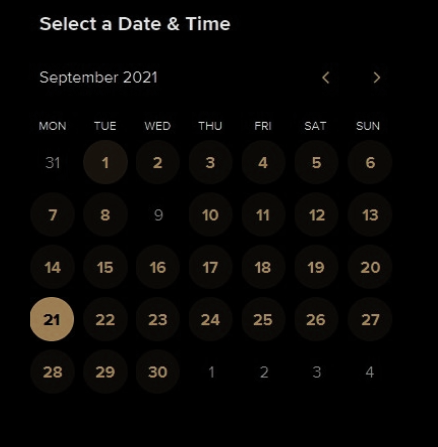 Select a Date & Time
September 2021
MON TUE WED THU FRI SAT SUN
31 1 2 3 4 5 6
7 8 9 10 11 12 13
14 15 16 17 18 19 20
21 22 23 24 25 26 27
28 29 30 1 2 3 4